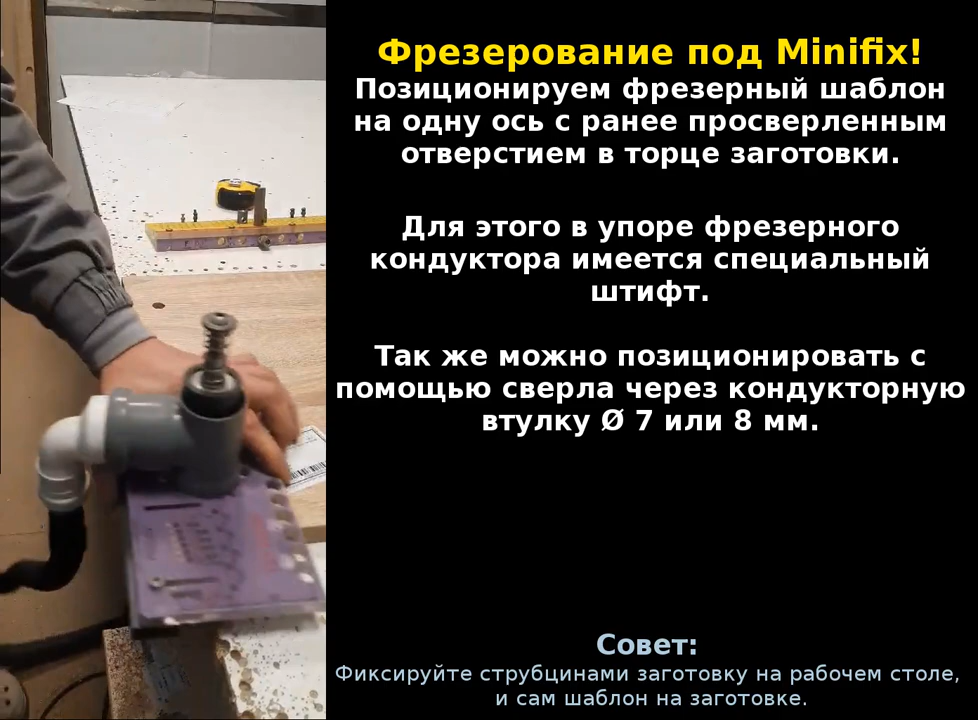 Фрезерование под Minifix!
Позиционируем фрезерный шаблон
на одну ось с ранее просверленным
отверстием в торце заготовки.
Для этого в упоре фрезерного
кондуктора имеется специальный
штифт.
Так же можно позиционировать с
помощью сверла через кондукторную
втулку Ø 7 или 8 мм.
Совет:
Фиксируйте струбцинами заготовку на рабочем столе,
и сам шаблон на заготовке.